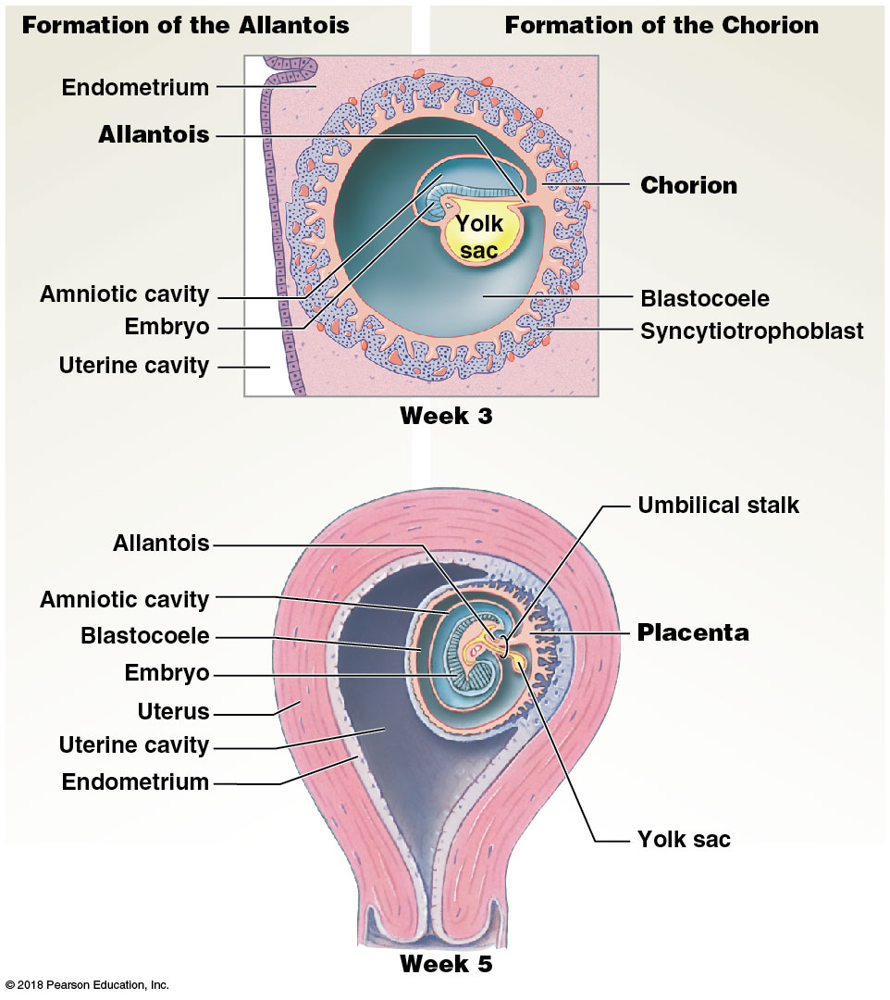 Formation of the Allantois
Formation of the Chorion
Endometrium
Allantois
Chorion
Yolk
sac
Amniotic cavity
Blastocoele
Embryo
Syncytiotrophoblast
Uterine cavity
Week 3
Umbilical stalk
Allantois
Amniotic cavity
Blastocoele
Placenta
Embryo
Uterus
Uterine cavity
Endometrium
Yolk sac
Week 5
© 2018 Pearson Education, Inc.